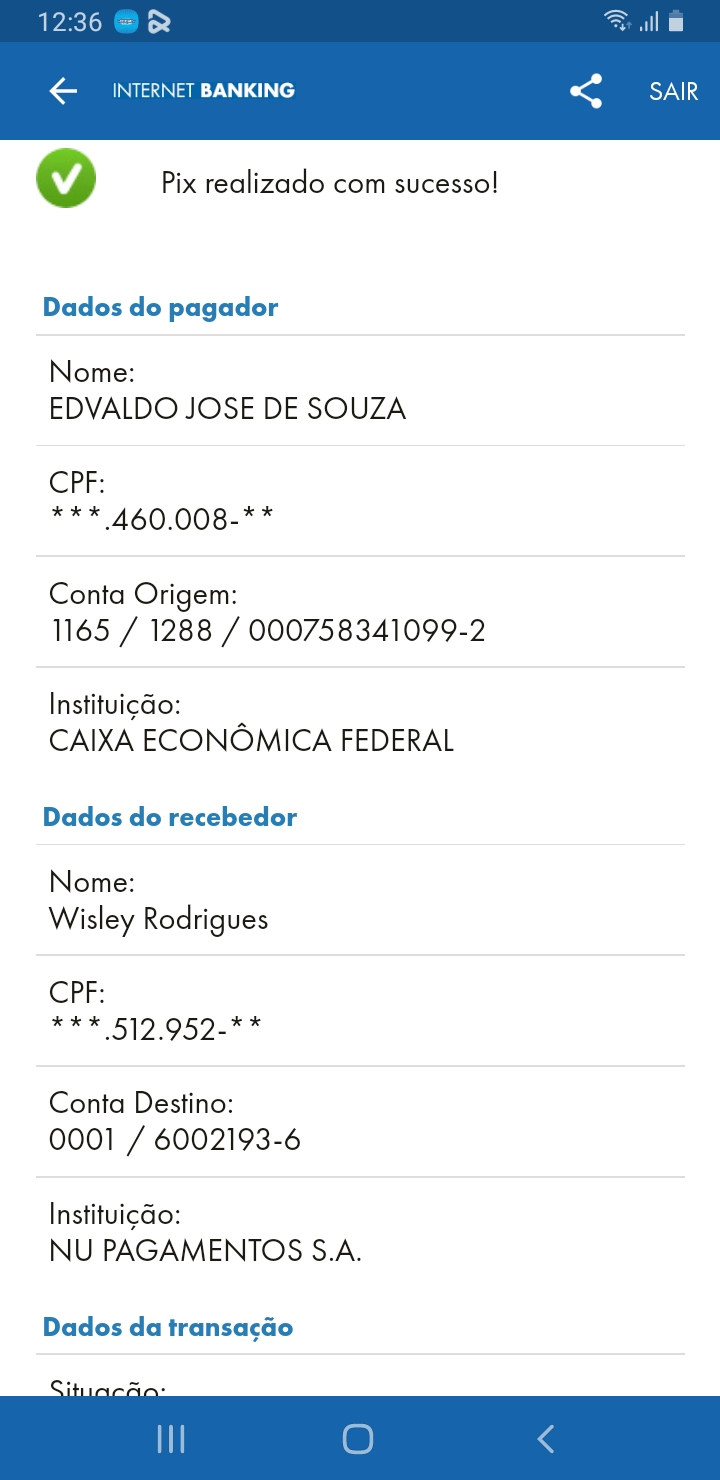 12:36
INTERNET BANKING
SAIR
Pix realizado com sucesso!
Dados do pagador
Nome:
EDVALDO JOSE DE SOUZA
CPF:
***.460.008-**
Conta Origem:
1165 / 1288 / 000758341099-2
Instituição:
CAIXA ECONÔMICA FEDERAL
Dados do recebedor
Nome:
Wisley Rodrigues
CPF:
***.512.952-**
Conta Destino:
0001 / 6002193-6
Instituição:
NU PAGAMENTOS S.A.
Dados da transação
Situação: